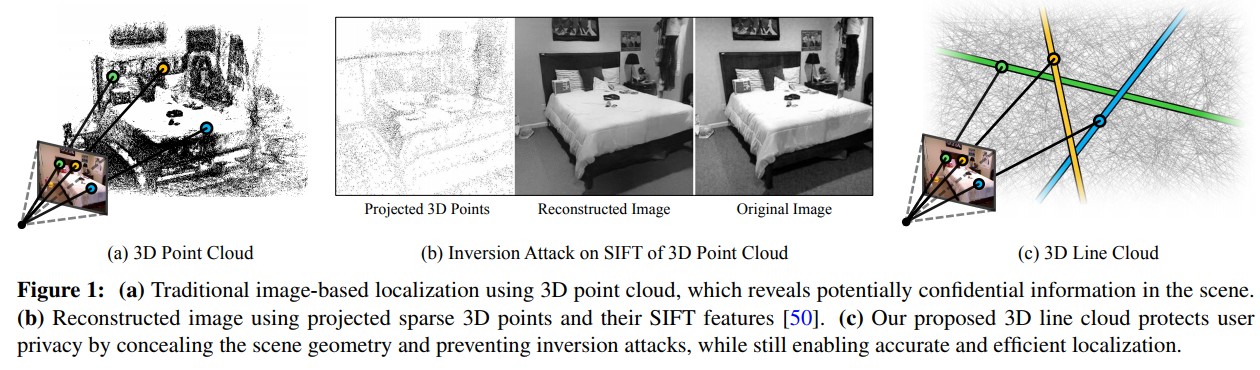 Projected 3D Points
Reconstructed Image
Original Image
(a) 3D Point Cloud
(b) Inversion Attack on SIFT of 3D Point Cloud
(c) 3D Line Cloud
Figure 1: (a) Traditional image-based localization using 3D point cloud, which reveals potentially confidential information in the scene.
(b) Reconstructed image using projected sparse 3D points and their SIFT features [50]. (c) Our proposed 3D line cloud protects user
privacy by concealing the scene geometry and preventing inversion attacks, while still enabling accurate and efficient localization.